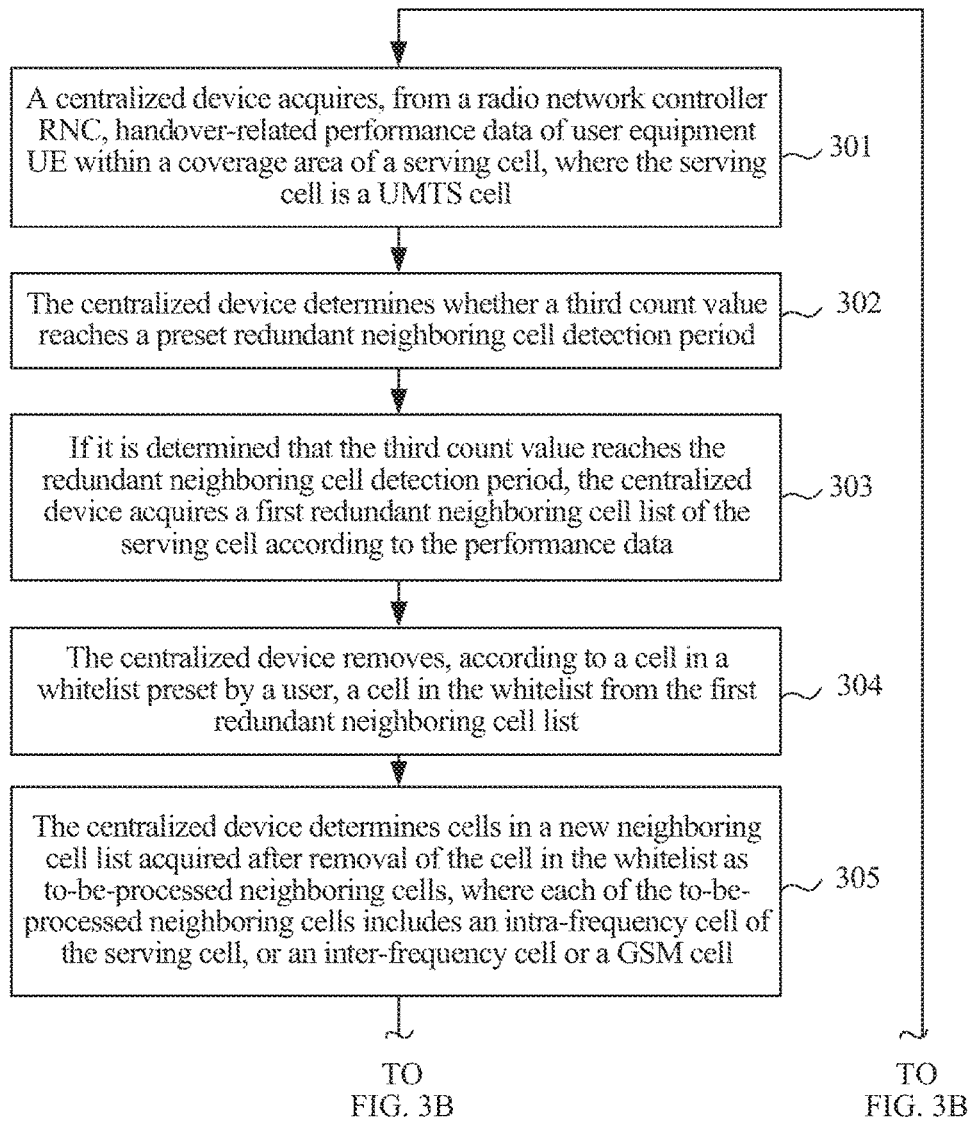 A centralized device acquires, from a radio network controller
RNC, handover-related performance data of user equipment
UE within a coverage area of a serving cell, where the serving
cell is a UMTS cell
301
The centralized device determines whether a third count value
reaches a preset redundant neighboring cell detection period
302
If it is determined that the third count value reaches the
redundant neighboring cell detection period, the centralized
device acquires a first redundant neighboring cell list of the
serving cell according to the performance data
303
The centralized device removes, according to a cell in a
whitelist preset by a user, a cell in the whitelist from the first
redundant neighboring cell list
304
The centralized device determines cells in a new neighboring
cell list acquired after removal of the cell in the whitelist as
to-be-processed neighboring cells, where each of the to-be-
processed neighboring cells includes an intra-frequency cell of
the serving cell, or an inter-frequency cell or a GSM cell
305
TO
FIG. 3B
TO
FIG. 3B